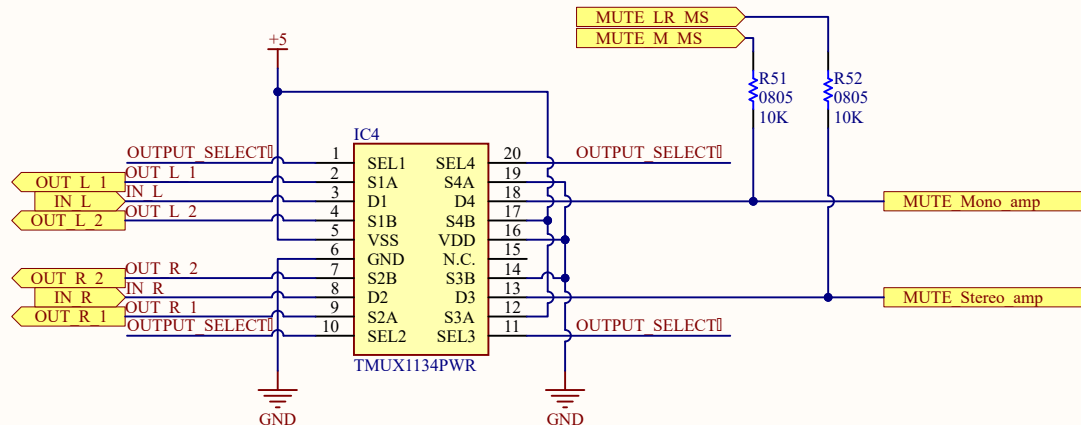 MUTE_LR_MS
MUTE_M_MS
+5
R51
0805
10K
R52
0805
10K
IC4
OUTPUT_SELECT
1
SEL1
SEL4
20
OUTPUT_SELECT
OUT_L_1
OUT_L_1
2
S1A
S4A
19
IN_L
IN_L
3
D1
D4
18
MUTE_Mono_amp
OUT_L_2
OUT_L_2
4
S1B
S4B
17
5
VSS
VDD
16
6
GND
N.C.
15
OUT_R_2
OUT_R_2
7
S2B
S3B
14
IN_R
IN_R
8
D2
D3
13
MUTE_Stereo_amp
OUT_R_1
OUT_R_1
9
S2A
S3A
12
OUTPUT_SELECT
10
SEL2
SEL3
11
OUTPUT_SELECT
TMUX1134PWR
GND
GND